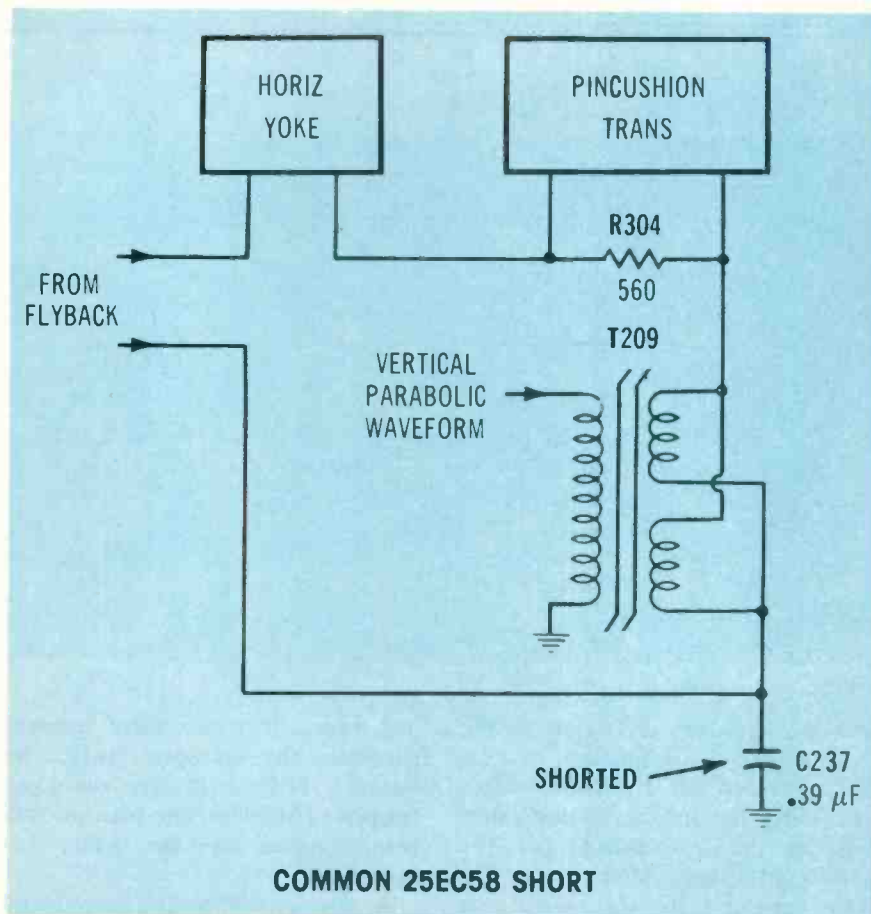 HORIZ
YOKE
PINCUSHION
TRANS
R304
560
FROM
FLYBACK
T209
VERTICAL
PARABOLIC
WAVEFORM
SHORTED
C237
.39 µF
COMMON 25EC58 SHORT